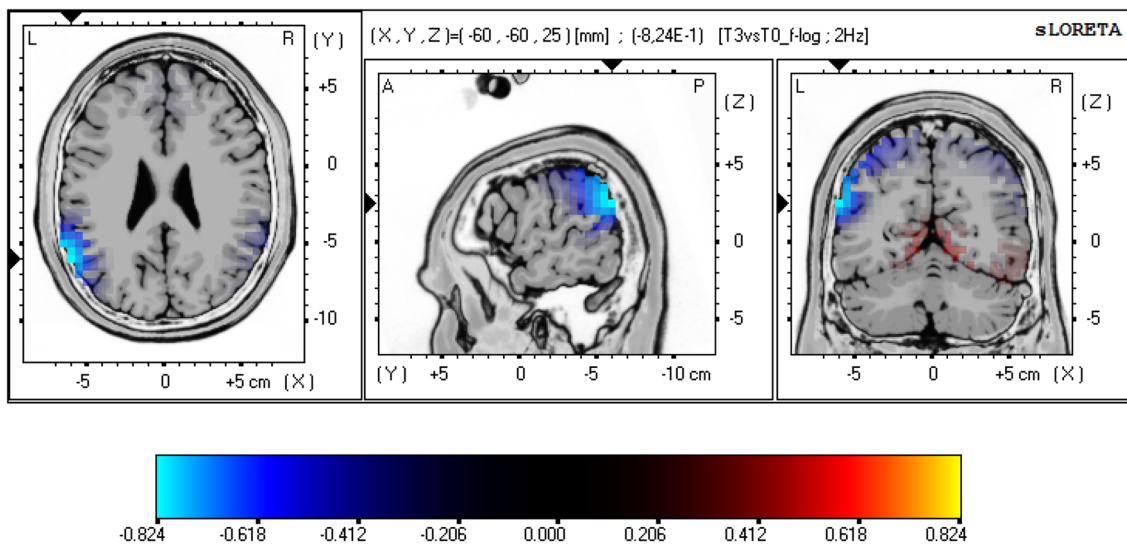 L R (Y) (X , Y , Z)=( -60 , -60 , 25 ) [mm] ; (-8,24E-1) [T3vsT0_f-log ; 2Hz] sLORETA
A P (Z) L R (Z)
+5 +5 +5
0 0 0
-5 -5 -5
-10
-5 0 +5 cm (X) (Y) +5 0 -5 -10 cm -5 0 +5 cm (X)
-0.824 -0.618 -0.412 -0.206 0.000 0.206 0.412 0.618 0.824